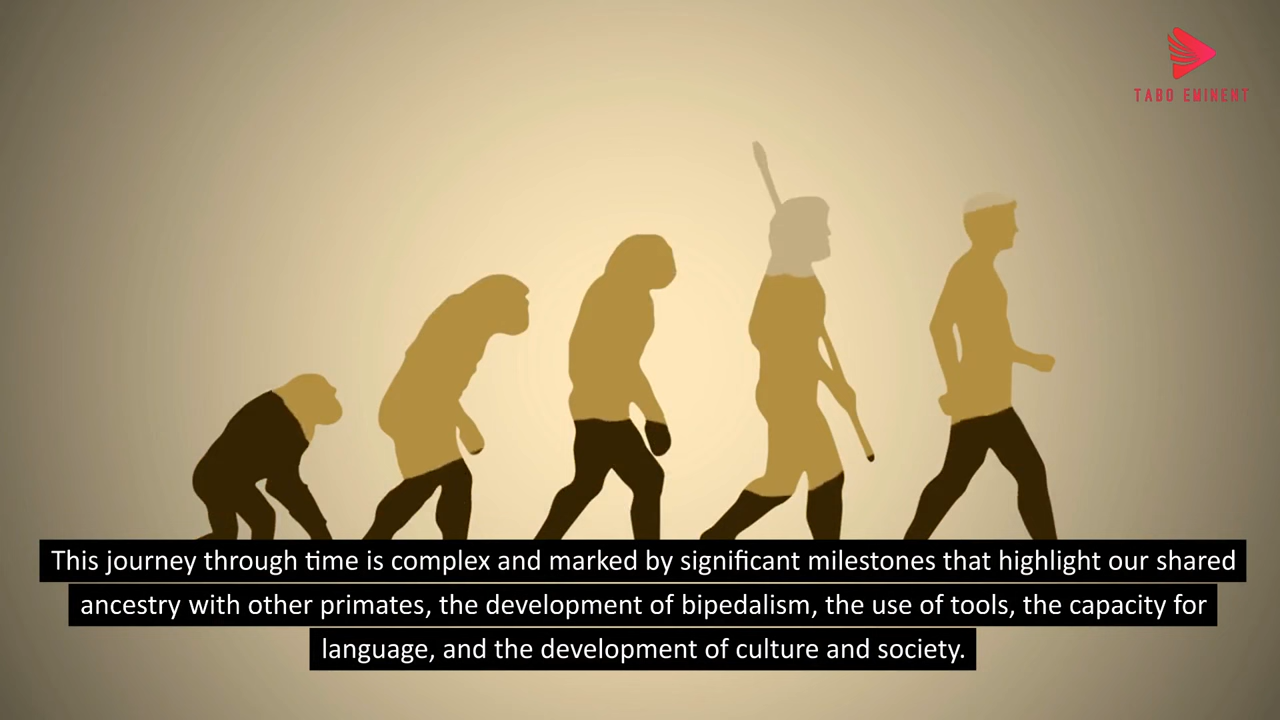 TABO EMINENT
This journey through time is complex and marked by significant milestones that highlight our shared
ancestry with other primates, the development of bipedalism, the use of tools, the capacity for
language, and the development of culture and society.